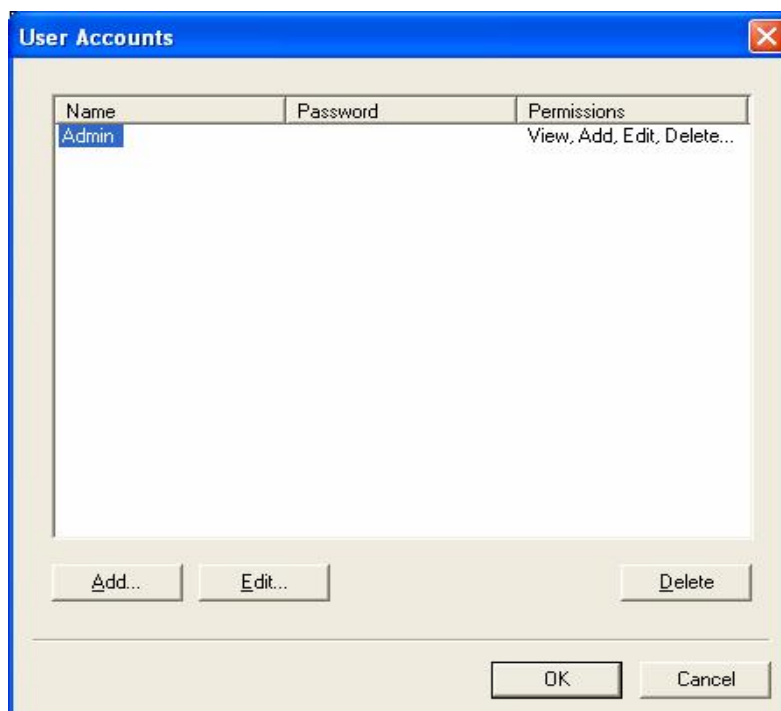 User Accounts
Name Password Permissions
Admin View, Add, Edit, Delete...
Add... Edit... Delete
OK Cancel